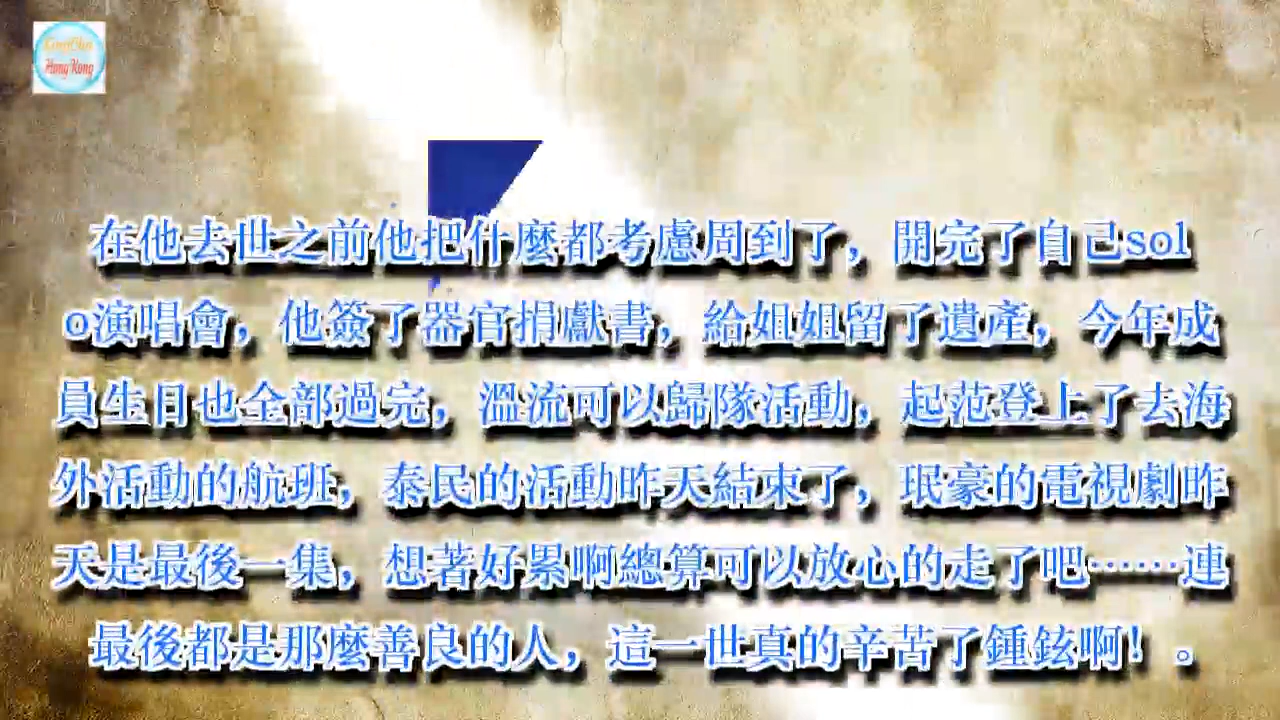 KingCho
Hong Kong
在他去世之前他把什麼都考慮周到了，開完了自己sol
o演唱會，他簽了器官捐獻書，給姐姐留了遺產，今年成
員生日也全部過完，溫流可以歸隊活動，起范登上了去海
外活動的航班，泰民的活動昨天結束了，珉豪的電視劇昨
天是最後一集，想著好累啊總算可以放心的走了吧……連
最後都是那麼善良的人，這一世真的辛苦了鍾鉉啊！。